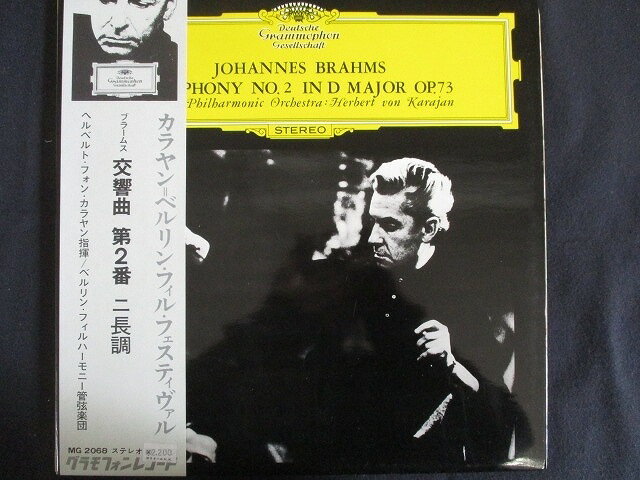 Deutsche
Grammophon
Gesellschaft
JOHANNES BRAHMS
PHONY NO. 2 IN D MAJOR OP. 73
Philharmonic Orchestra: Herbert von Karajan
STEREO
カラヤン=ベルリン・フィル・フェスティヴァル
ブラームス
交響曲 第2番 ニ長調
ヘルベルト・フォン・カラヤン指揮/ベルリン・フィルハーモニー管弦楽団
MG 2068 ステレオ ¥2,200
グラモフォンレコード